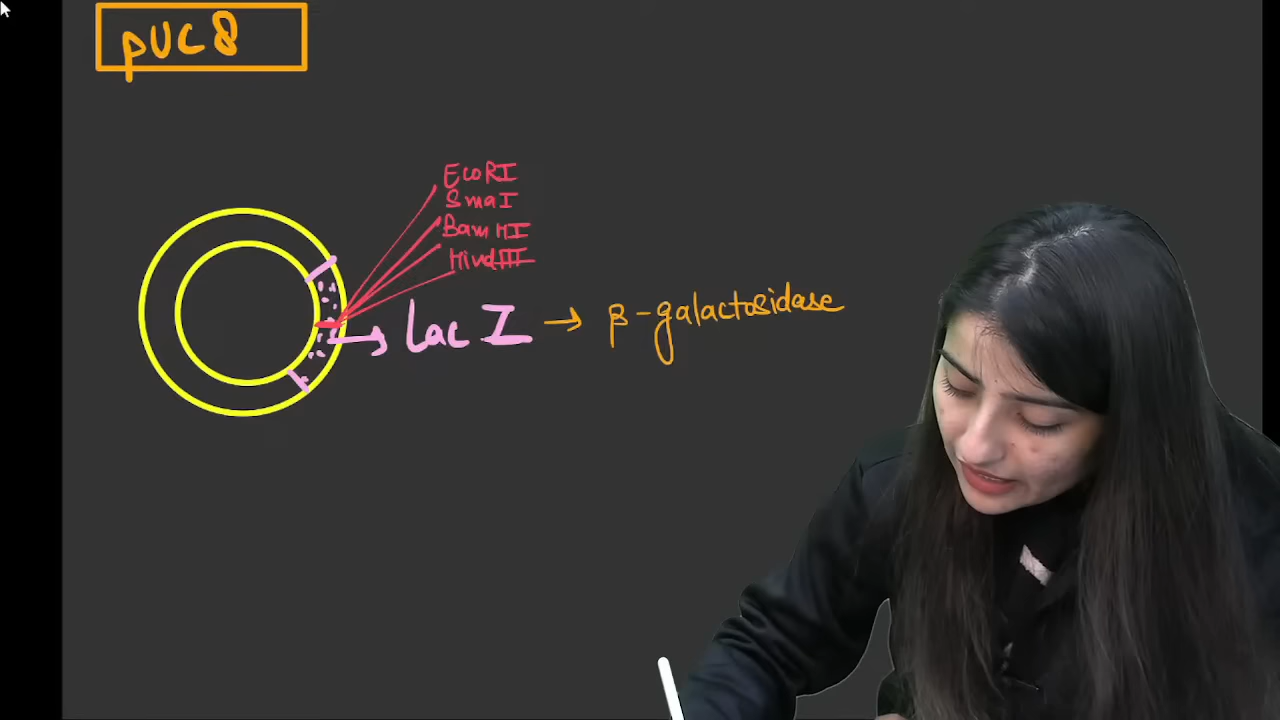 pUC8
EcoRI
SmaI
BamHI
HindIII
Lac I → β-galactosidase